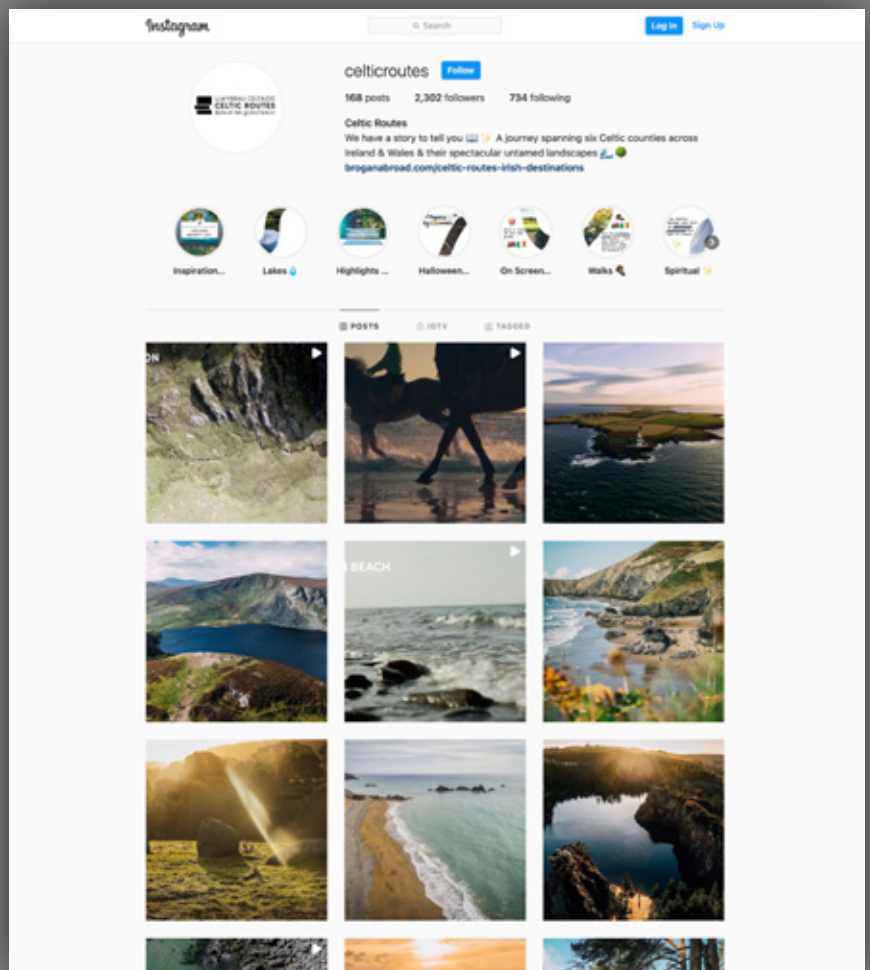 Instagram
Search
Log In
Sign Up
celticroutes
Follow
168 posts
2,302 followers
734 following
CELTIC ROUTES
Celtic Routes
We have a story to tell you 📖✨ A journey spanning six Celtic counties across
Ireland & Wales & their spectacular untamed landscapes 🌊🌳
broganabroad.com/celtic-routes-irish-destinations
Inspiration...
Lakes💧
Highlights ...
Halloween...
On Screen...
Walks 🥾
Spiritual ✨
POSTS
IGTV
TAGGED
ON
BEACH